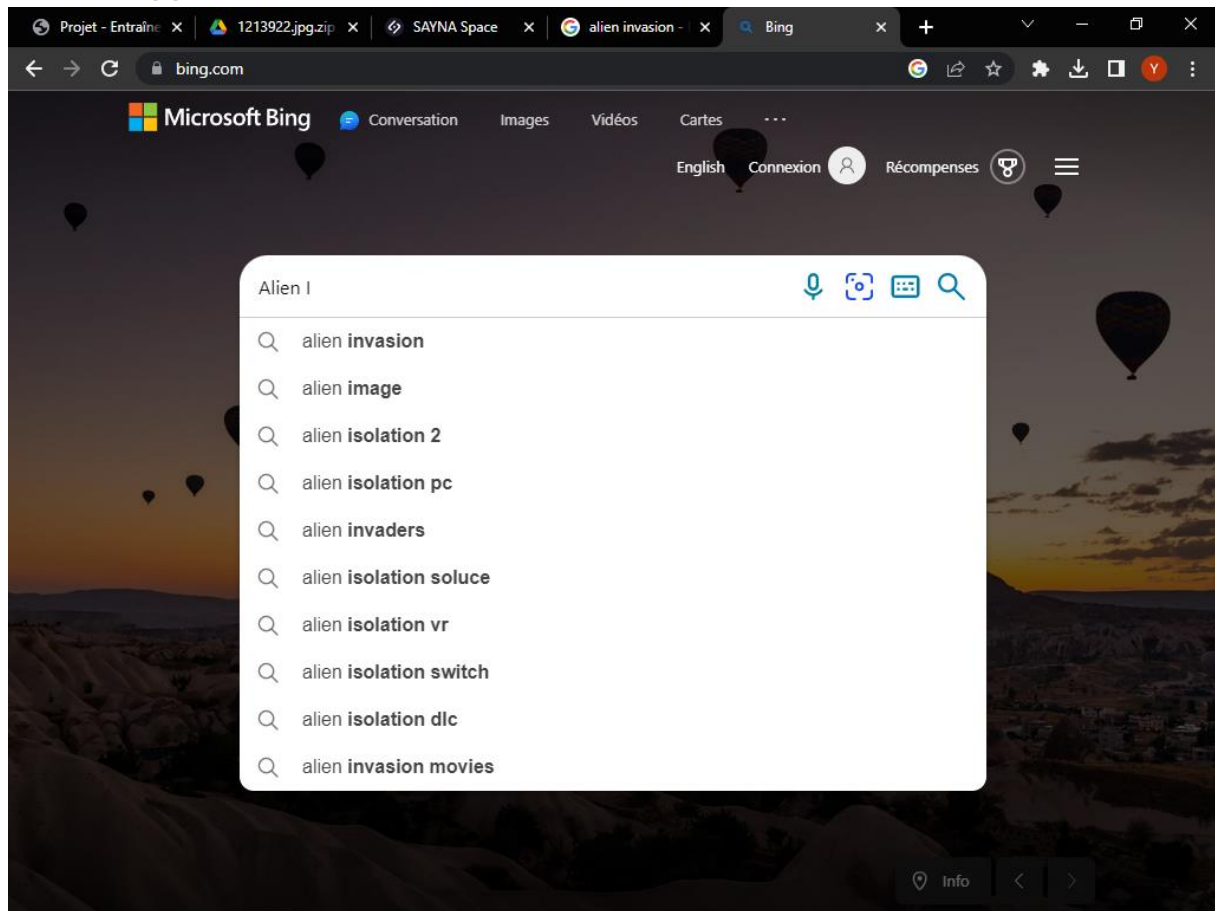 Projet - Entraîne
1213922.jpg.zip
SAYNA Space
alien invasion -
Bing
bing.com
Y
Microsoft Bing
Conversation
Images
Vidéos
Cartes
...
English
Connexion
Récompenses
Alien I
alien invasion
alien image
alien isolation 2
alien isolation pc
alien invaders
alien isolation soluce
alien isolation vr
alien isolation switch
alien isolation dlc
alien invasion movies
Info